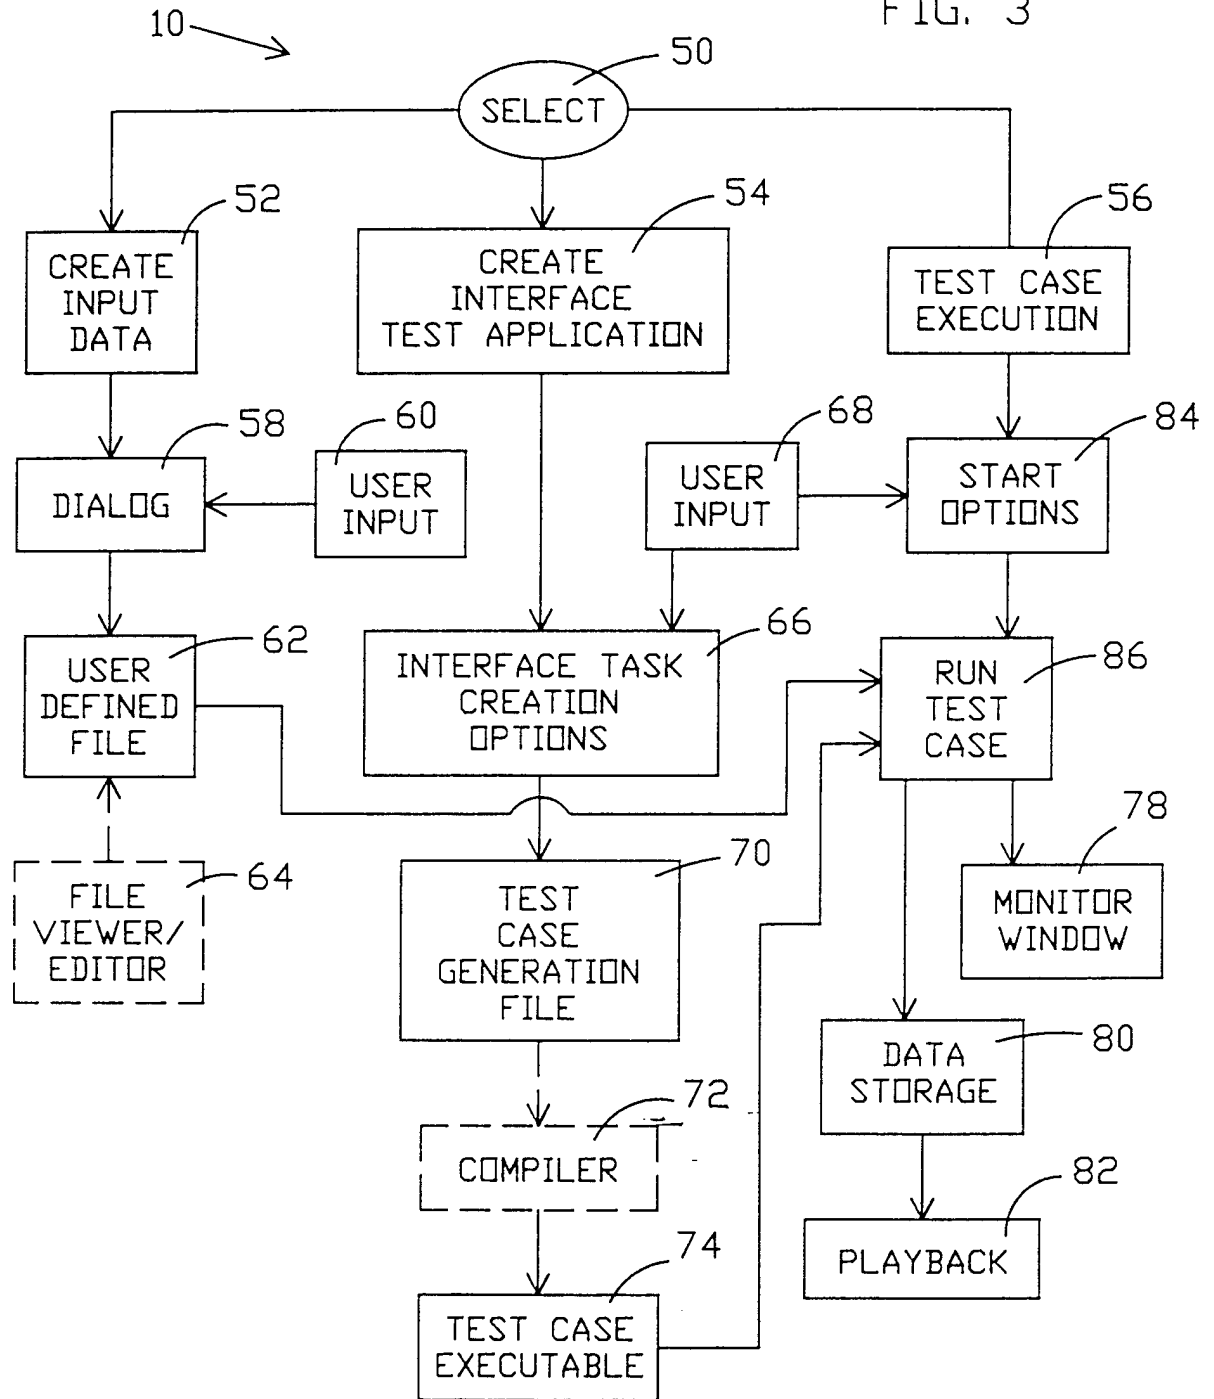 FIG. 3
10
50
SELECT
52
54
56
CREATE
INPUT
DATA
CREATE
INTERFACE
TEST APPLICATION
TEST CASE
EXECUTION
58
60
68
84
DIALOG
USER
INPUT
USER
INPUT
START
OPTIONS
62
66
86
USER
DEFINED
FILE
INTERFACE TASK
CREATION
OPTIONS
RUN
TEST
CASE
64
70
78
FILE
VIEWER/
EDITOR
TEST
CASE
GENERATION
FILE
MONITOR
WINDOW
80
DATA
STORAGE
72
COMPILER
82
PLAYBACK
74
TEST CASE
EXECUTABLE